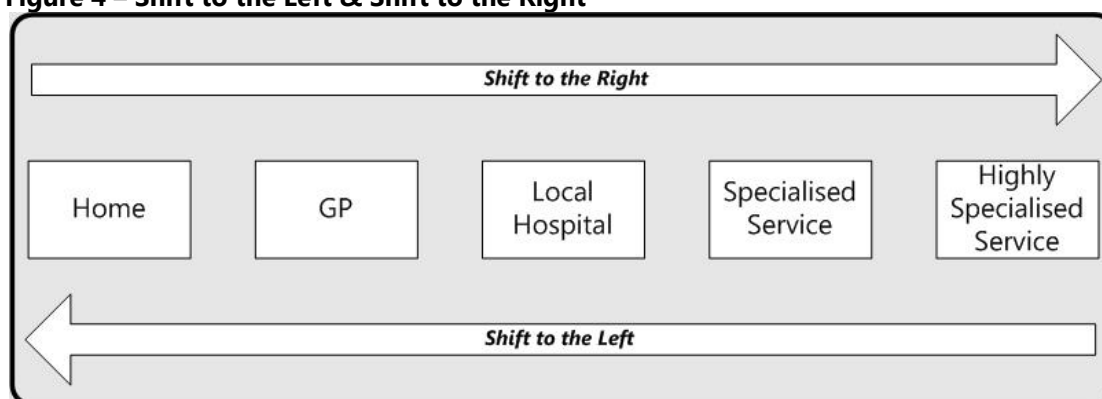 Figure 4 – Shift to the Left & Shift to the Right
Shift to the Right
Home
GP
Local
Hospital
Specialised
Service
Highly
Specialised
Service
Shift to the Left